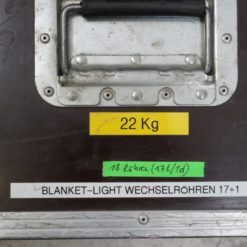 22 Kg
18 Röhren (17t/1d)
BLANKET-LIGHT WECHSELRÖHREN 17+1